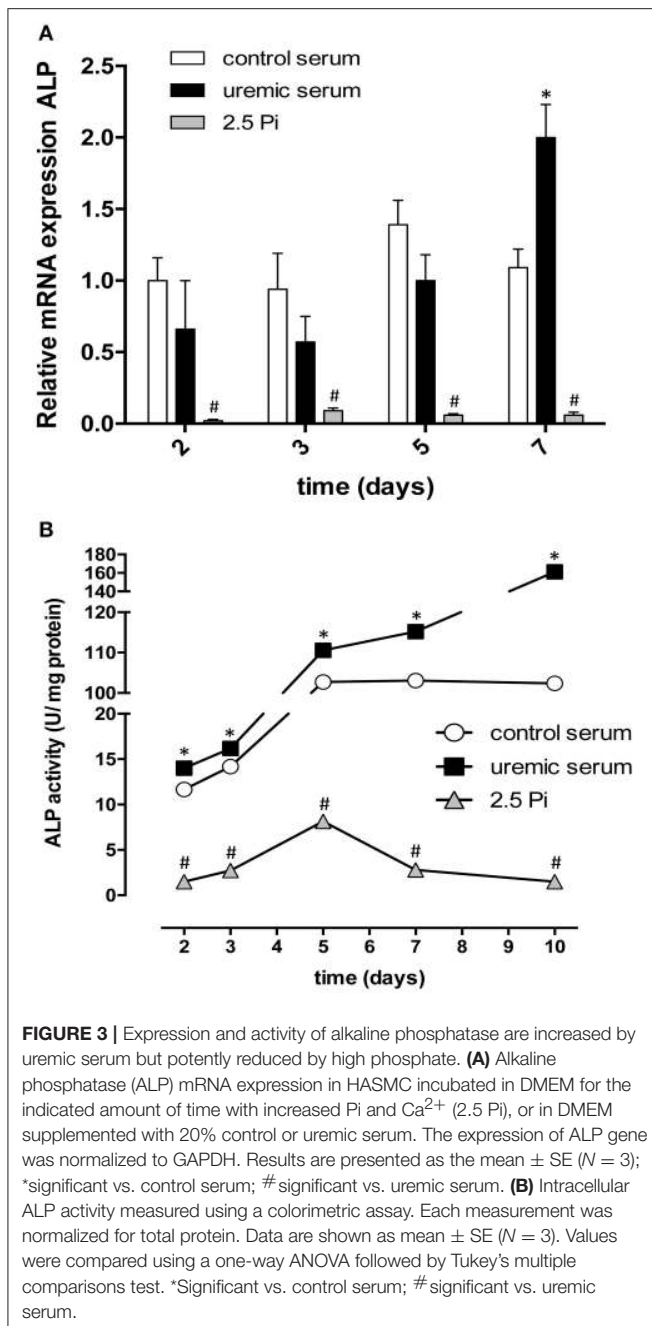 A
control serum
uremic serum
2.5 Pi
Relative mRNA expression ALP
2.5
2.0
1.5
1.0
0.5
0.0
*
# # # #
2 3 5 7
time (days)
B
ALP activity (U/ mg protein)
180
160
140
120
110
100
20
15
10
5
0
* * * * *
control serum
uremic serum
2.5 Pi
# # # # #
2 3 4 5 6 7 8 9 10
time (days)
FIGURE 3 | Expression and activity of alkaline phosphatase are increased by
uremic serum but potently reduced by high phosphate. (A) Alkaline
phosphatase (ALP) mRNA expression in HASMC incubated in DMEM for the
indicated amount of time with increased Pi and Ca2+ (2.5 Pi), or in DMEM
supplemented with 20% control or uremic serum. The expression of ALP gene
was normalized to GAPDH. Results are presented as the mean ± SE (N = 3);
*significant vs. control serum; #significant vs. uremic serum. (B) Intracellular
ALP activity measured using a colorimetric assay. Each measurement was
normalized for total protein. Data are shown as mean ± SE (N = 3). Values
were compared using a one-way ANOVA followed by Tukey's multiple
comparisons test. *Significant vs. control serum; #significant vs. uremic
serum.